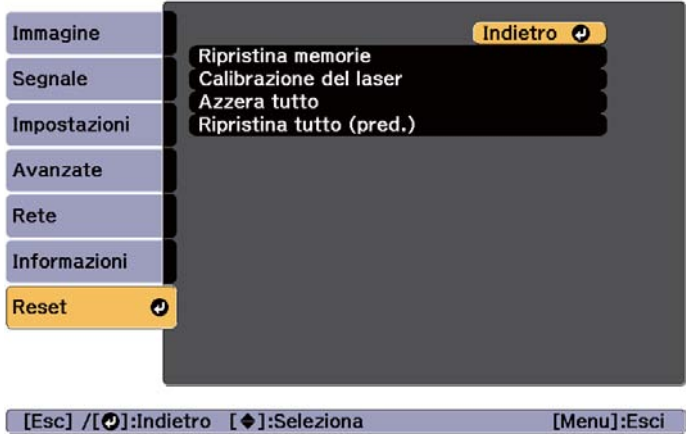 Immagine
Segnale
Impostazioni
Avanzate
Rete
Informazioni
Reset
Indietro
Ripristina memorie
Calibrazione del laser
Azzera tutto
Ripristina tutto (pred.)
[Esc] /[⏎]:Indietro [◆]:Seleziona [Menu]:Esci